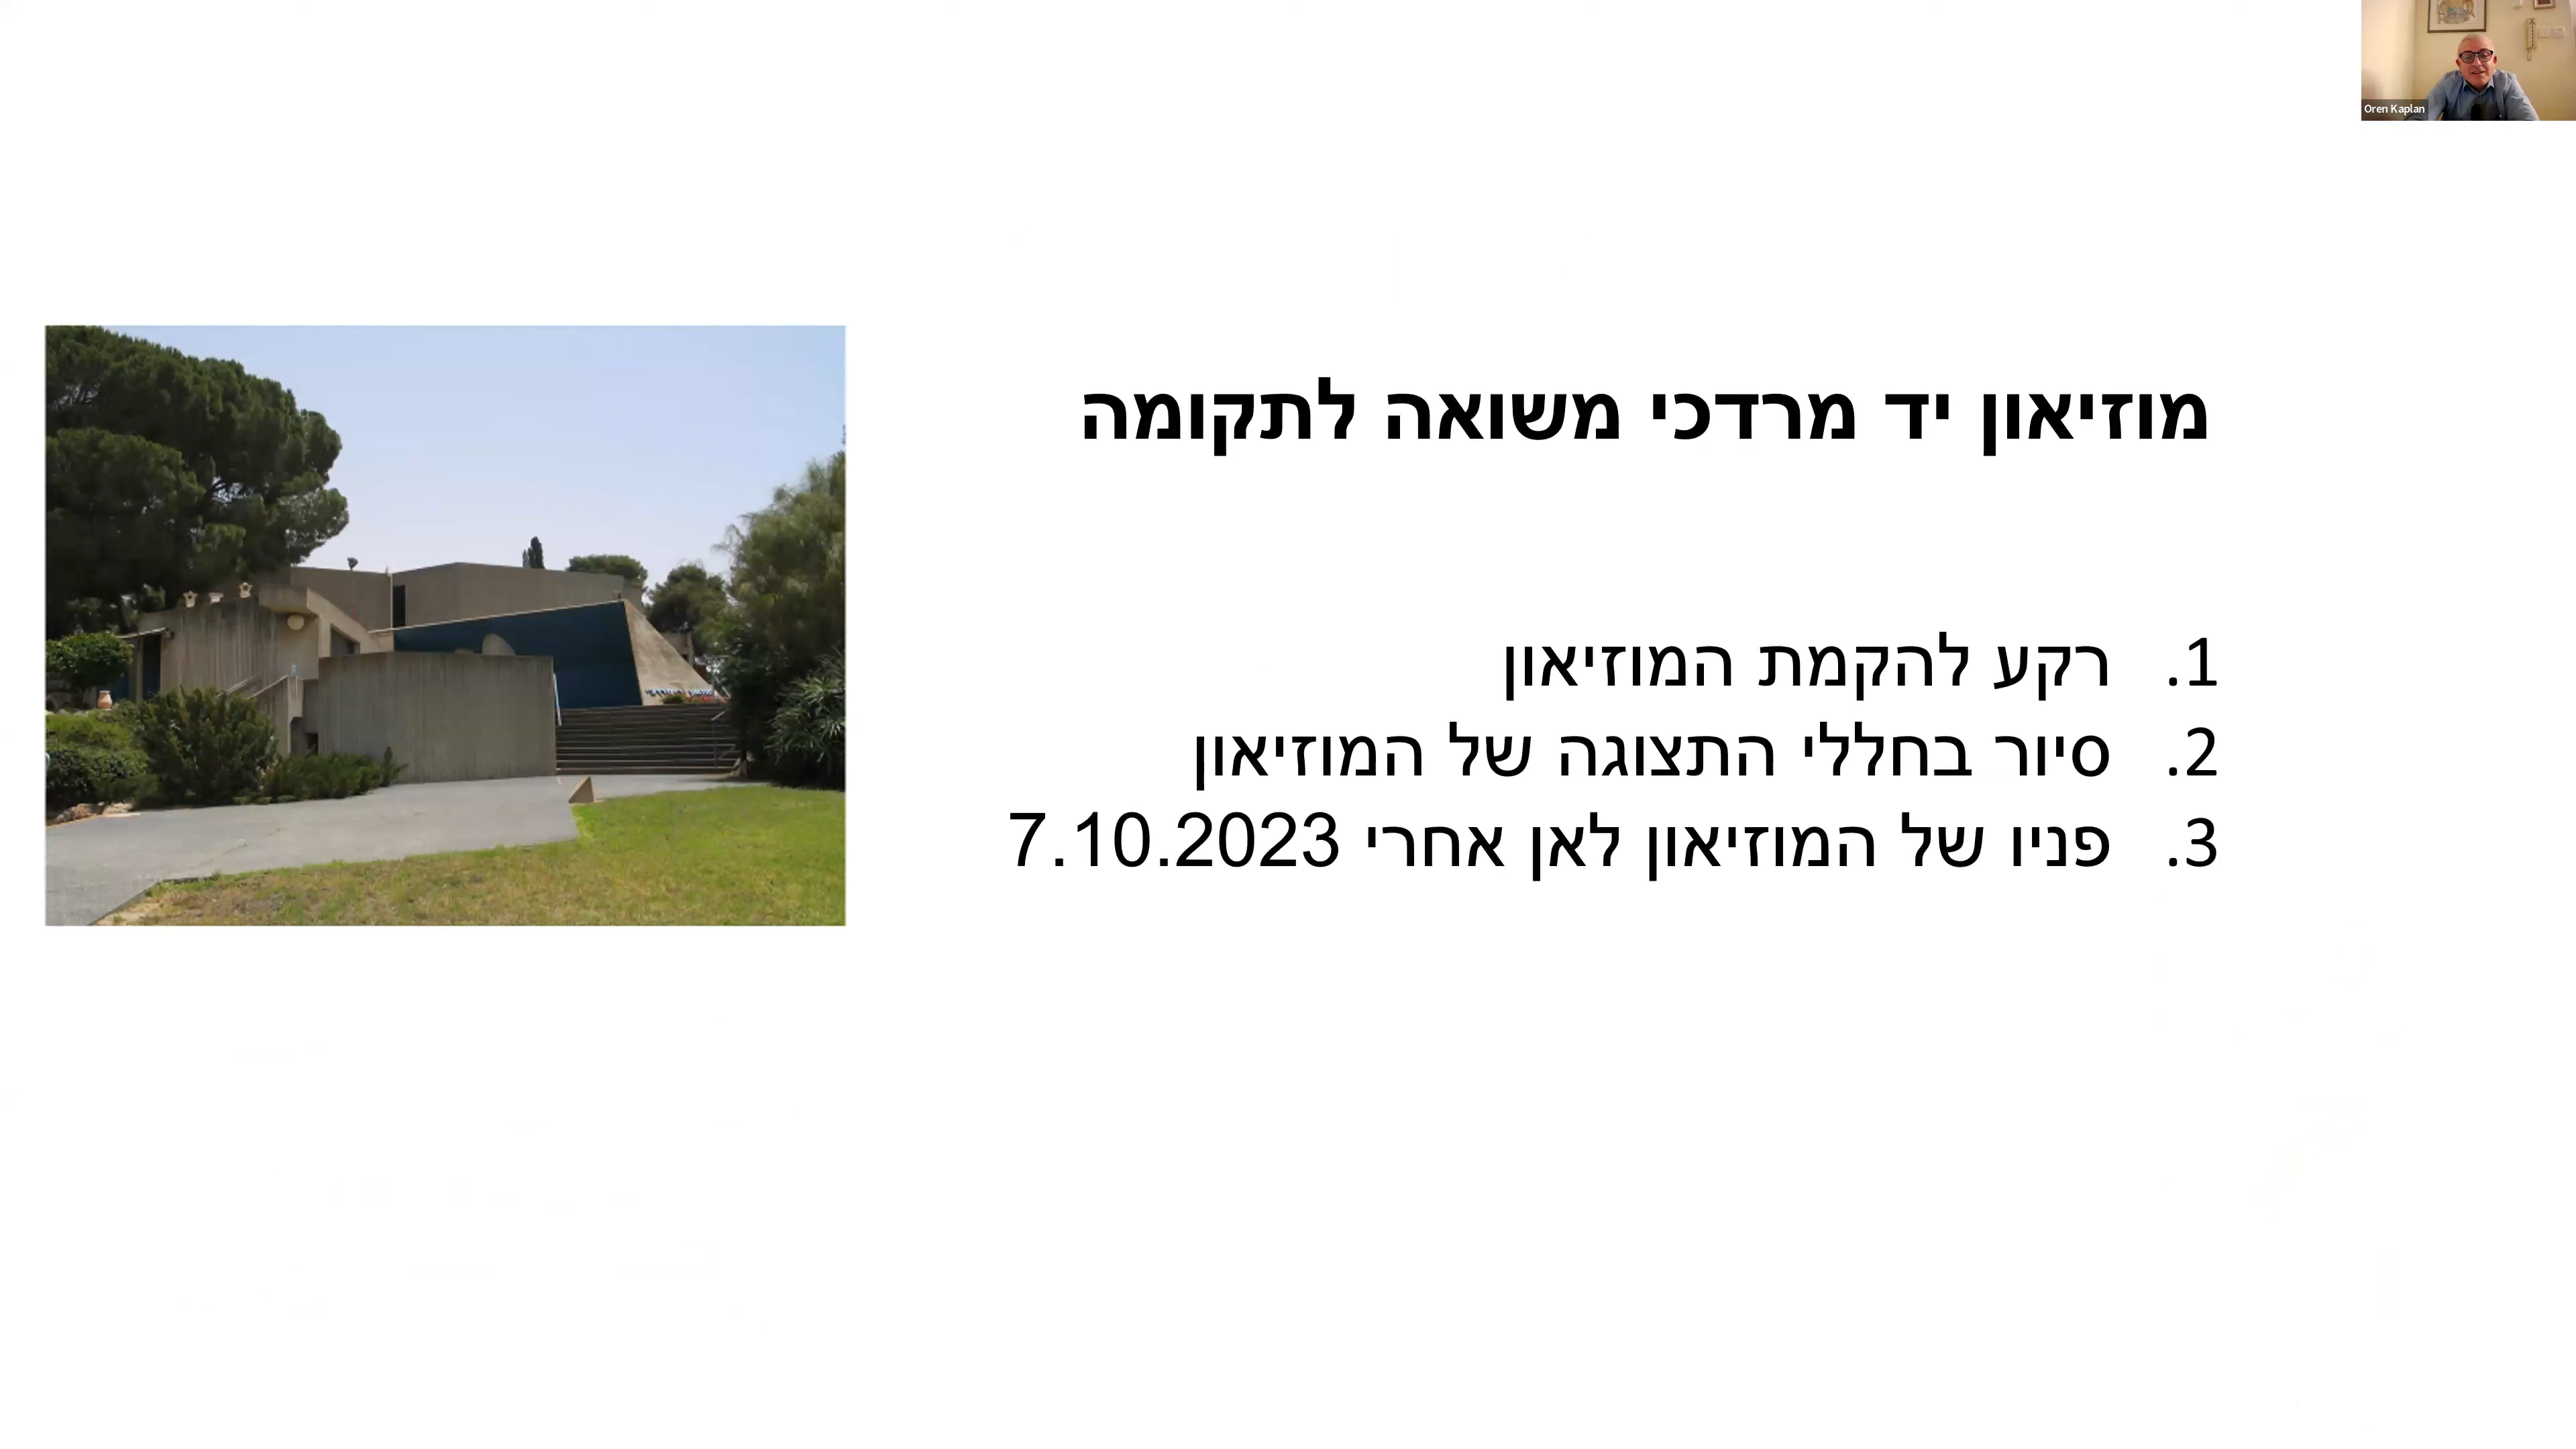 Oren Kaplan
מוזיאון יד מרדכי משואה לתקומה
1. רקע להקמת המוזיאון
2. סיור בחללי התצוגה של המוזיאון
3. פניו של המוזיאון לאן אחרי 7.10.2023